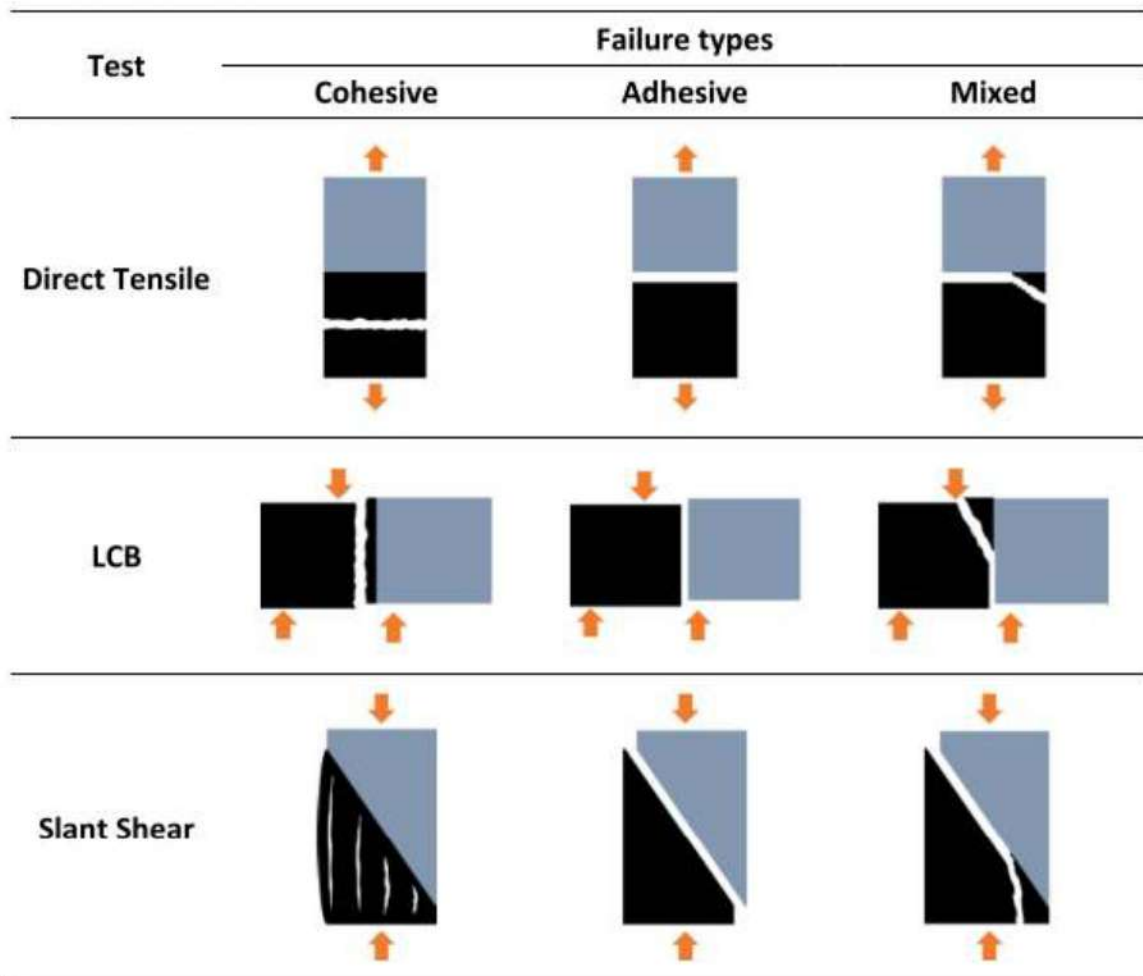 Test
Failure types
Cohesive Adhesive Mixed
Direct Tensile
LCB
Slant Shear